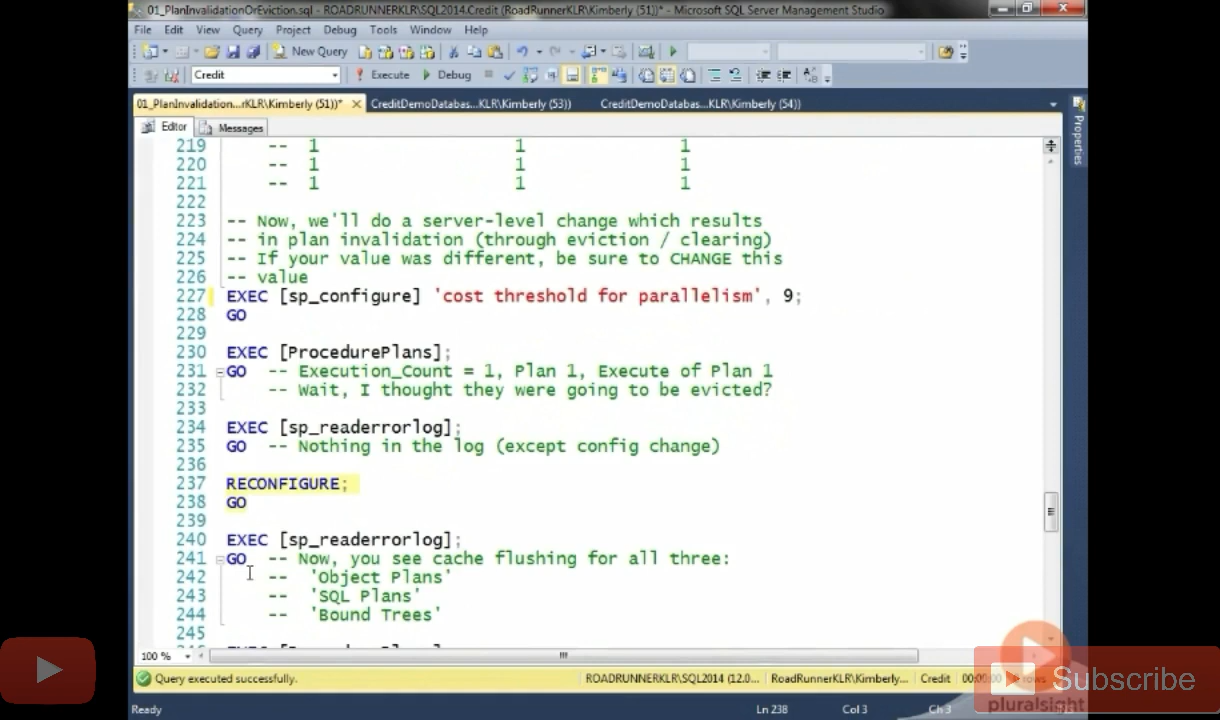 01_PlanInvalidationOrEviction.sql - ROADRUNNERKLR\SQL2014.Credit (RoadRunnerKLR\Kimberly (51))* - Microsoft SQL Server Management Studio
File Edit View Query Project Debug Tools Window Help
New Query
Credit Execute Debug
01_PlanInvalidation...rKLR\Kimberly (51))* CreditDemoDatabas...KLR\Kimberly (53)) CreditDemoDatabas...KLR\Kimberly (54))
Editor Messages
Properties
219 -- 1 1 1
220 -- 1 1 1
221 -- 1 1 1
222
223 -- Now, we'll do a server-level change which results
224 -- in plan invalidation (through eviction / clearing)
225 -- If your value was different, be sure to CHANGE this
226 -- value
227 EXEC [sp_configure] 'cost threshold for parallelism', 9;
228 GO
229
230 EXEC [ProcedurePlans];
231 GO -- Execution_Count = 1, Plan 1, Execute of Plan 1
232 -- Wait, I thought they were going to be evicted?
233
234 EXEC [sp_readerrorlog];
235 GO -- Nothing in the log (except config change)
236
237 RECONFIGURE;
238 GO
239
240 EXEC [sp_readerrorlog];
241 GO -- Now, you see cache flushing for all three:
242 -- 'Object Plans'
243 -- 'SQL Plans'
244 -- 'Bound Trees'
245
100 %
Query executed successfully. ROADRUNNERKLR\SQL2014 (12.0... RoadRunnerKLR\Kimberly... Credit rows
Subscribe
pluralsight
Ready Ln 238 Col 3 Ch 3